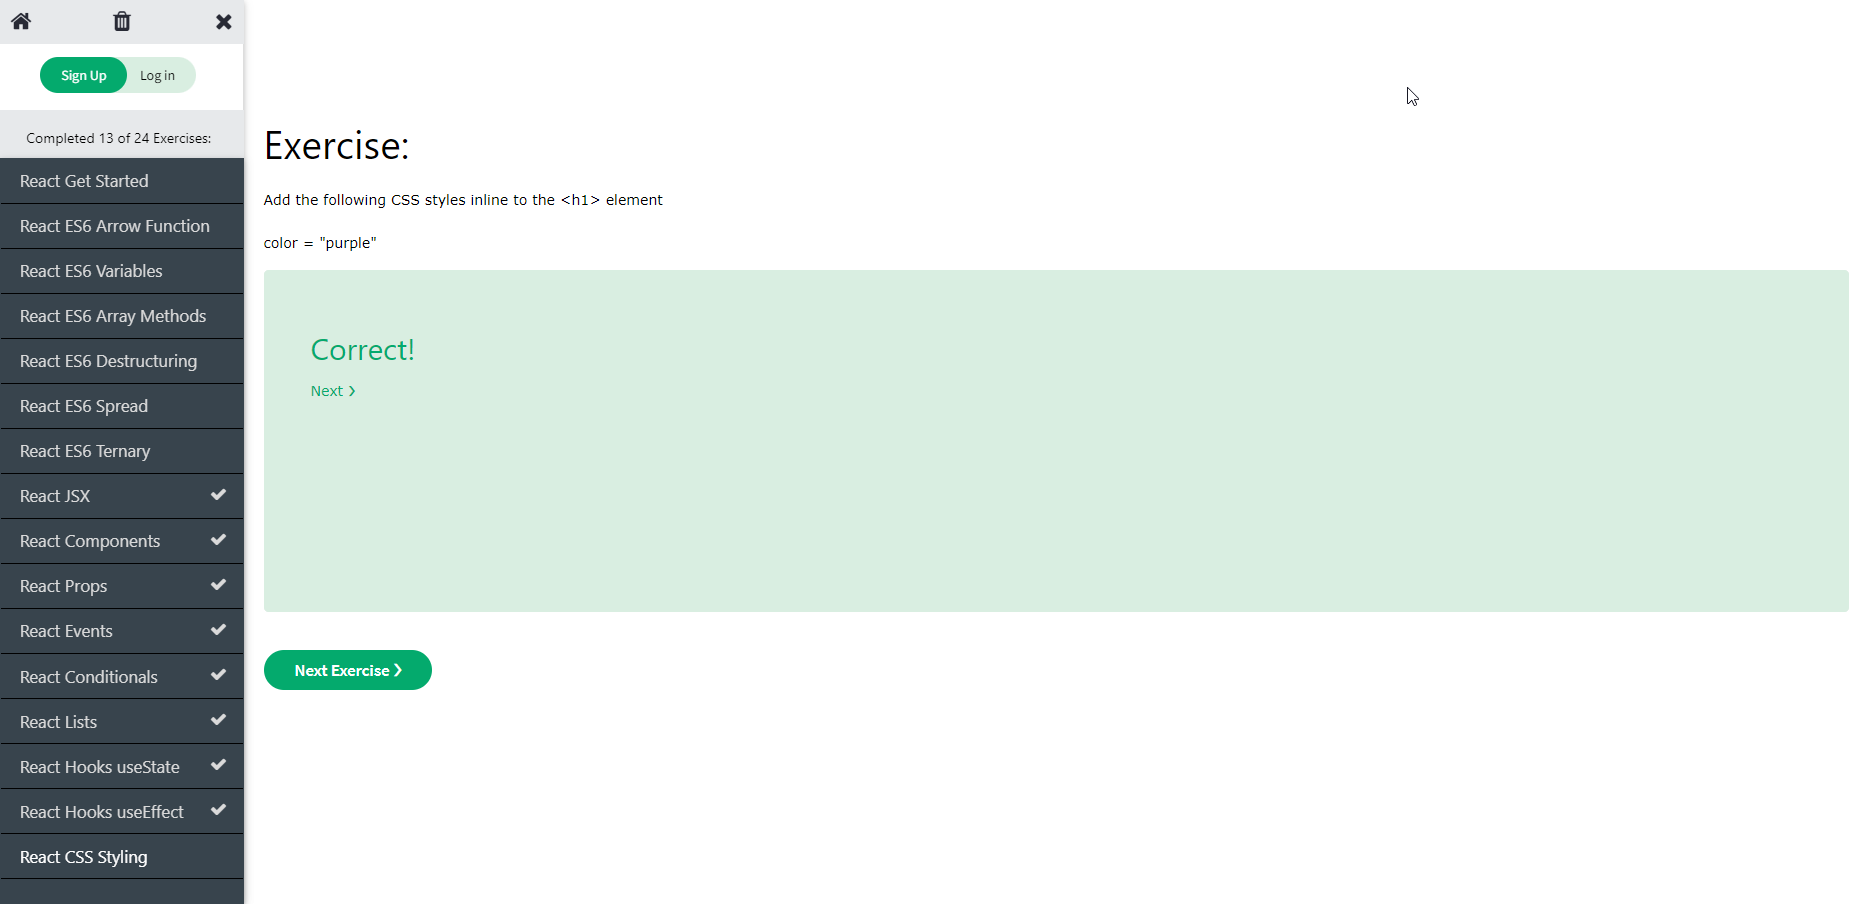 Sign Up
Log in
Completed 13 of 24 Exercises:
React Get Started
React ES6 Arrow Function
React ES6 Variables
React ES6 Array Methods
React ES6 Destructuring
React ES6 Spread
React ES6 Ternary
React JSX
React Components
React Props
React Events
React Conditionals
React Lists
React Hooks useState
React Hooks useEffect
React CSS Styling
Exercise:
Add the following CSS styles inline to the <h1> element
color = "purple"
Correct!
Next ❯
Next Exercise ❯